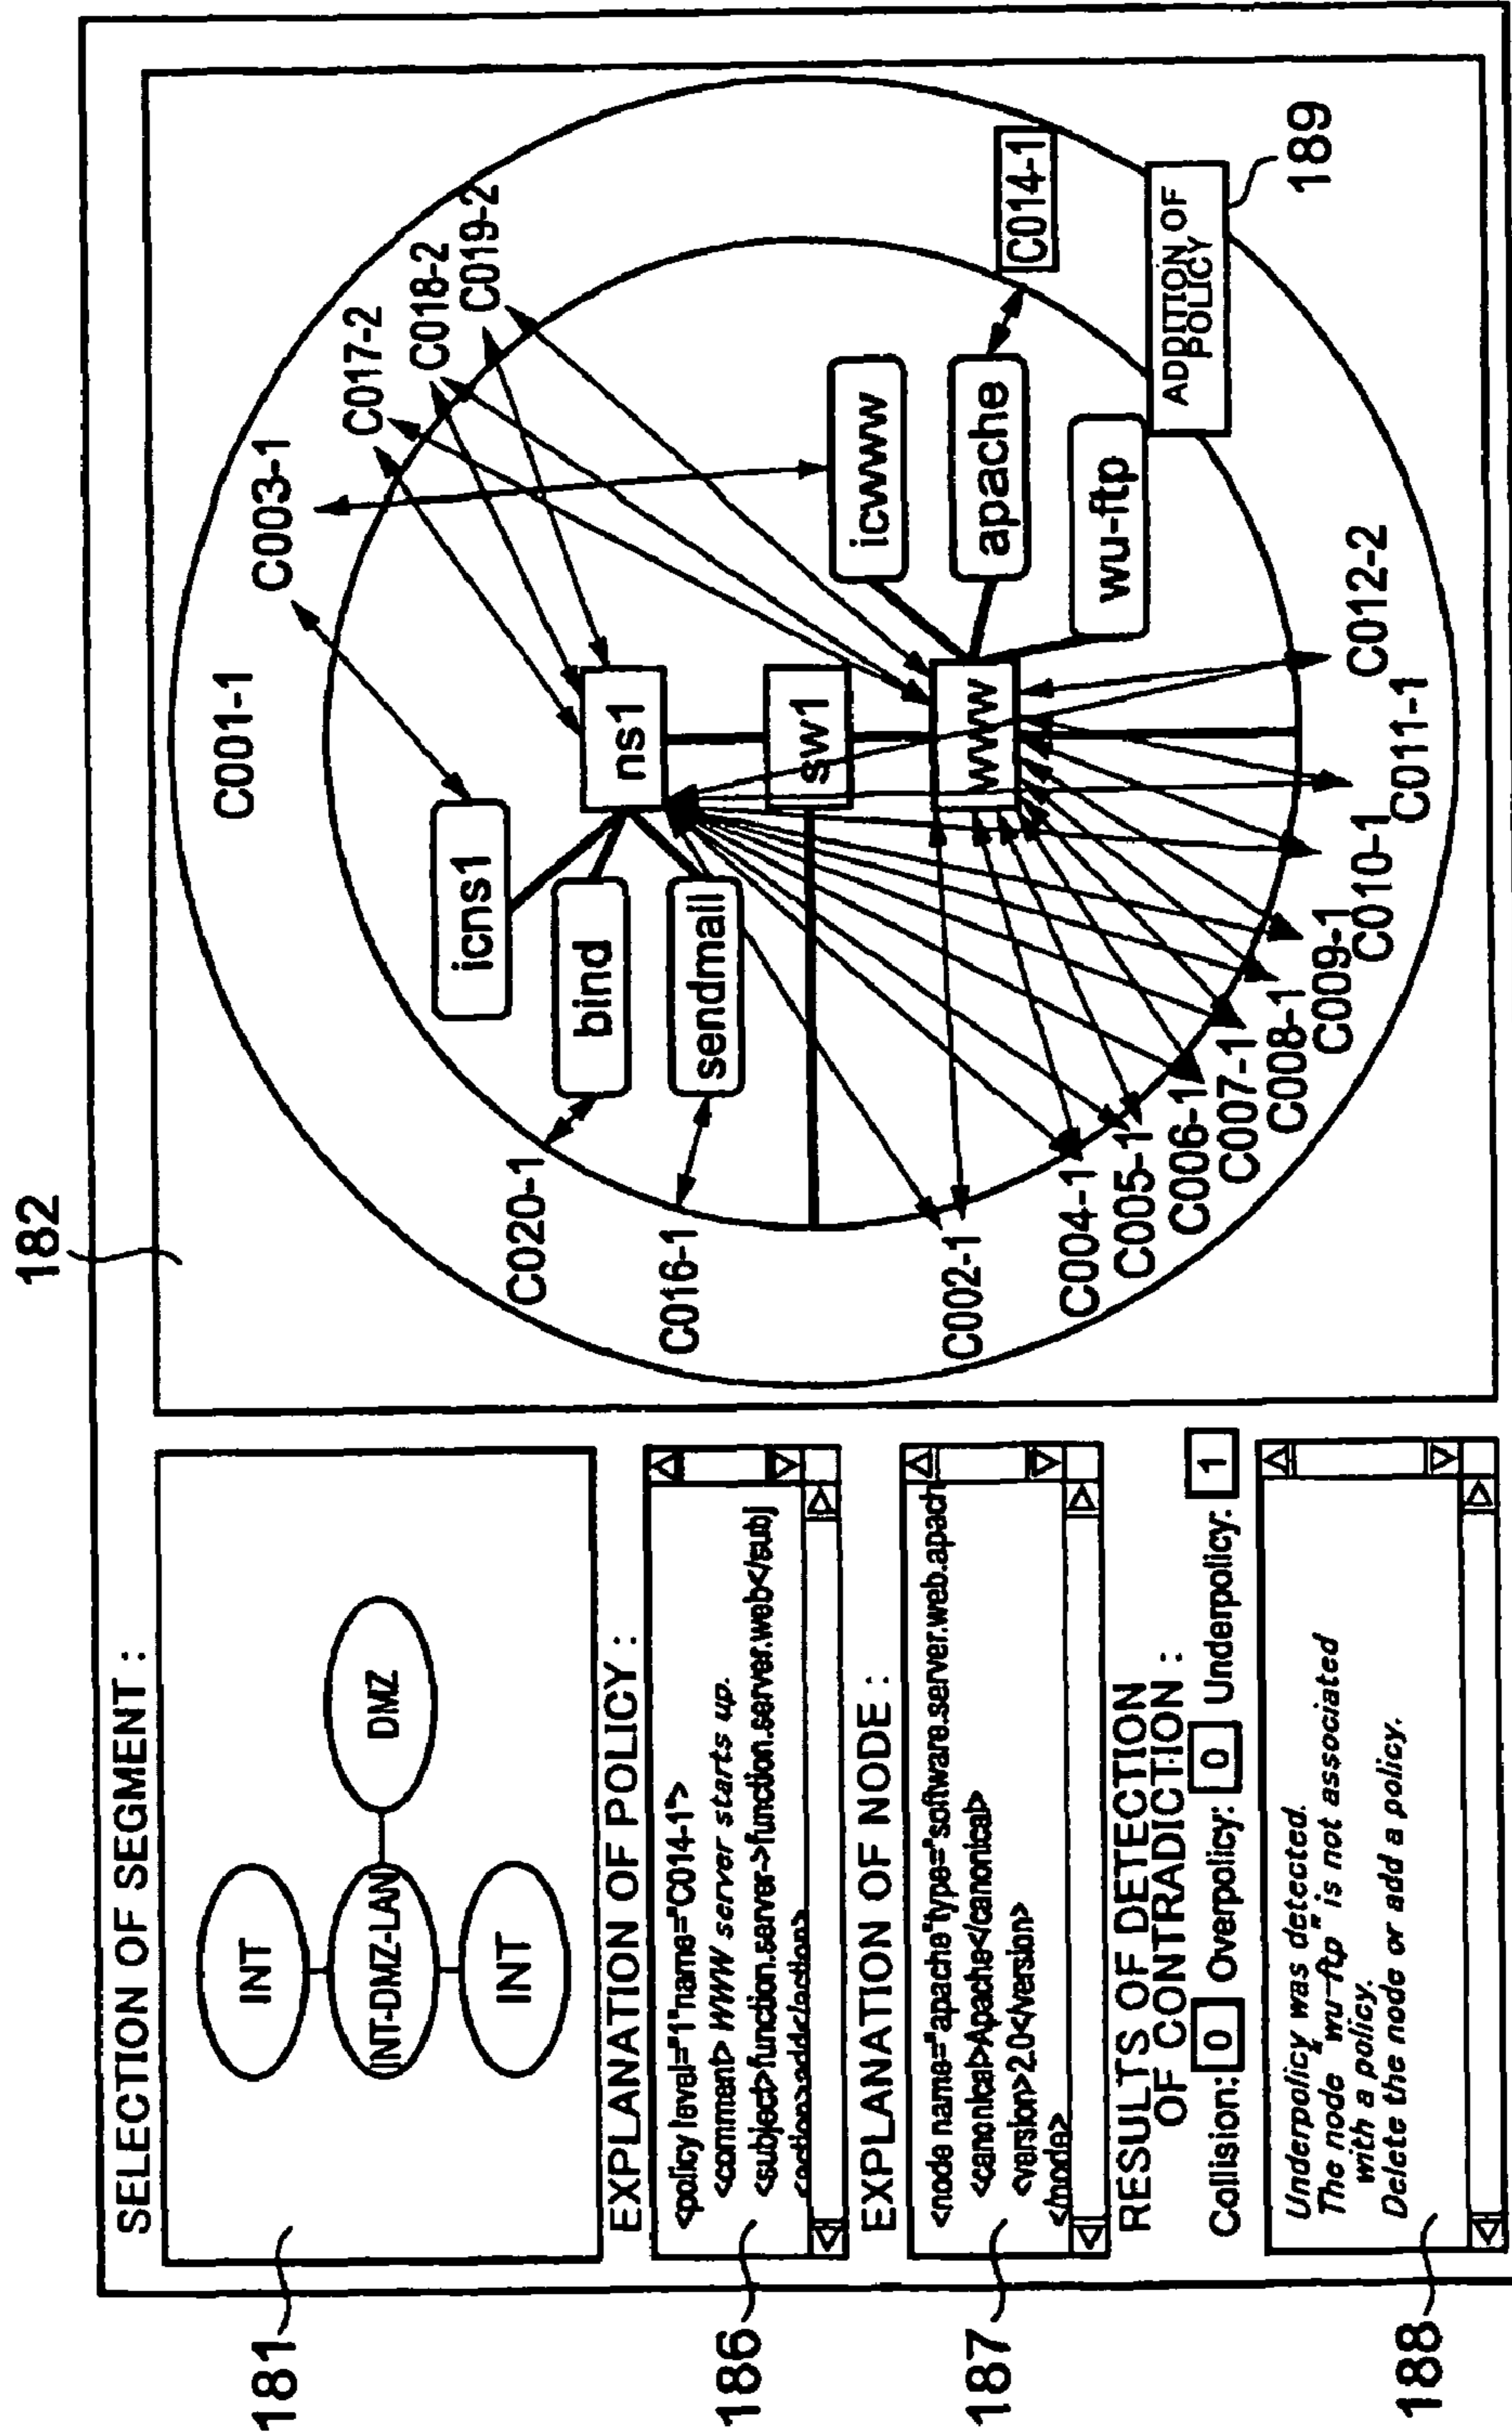 182
SELECTION OF SEGMENT :
181
INT
INT-DMZ-LAN
DMZ
INT
EXPLANATION OF POLICY :
186
<policy level="1"name="C014-1">
<comment> WWW server starts up.
<subject>function.server->function.server.web</subj
<action>add</action>
EXPLANATION OF NODE :
187
<node name="apache"type="software.server.web.apach
<canonical>Apache</canonical>
<version>2.0</version>
</node>
RESULTS OF DETECTION
OF CONTRADICTION :
Collision: 0 Overpolicy: 0 Underpolicy: 1
188
Underpolicy was detected.
The node "wu-ftp" is not associated
with a policy.
Delete the node or add a policy.
C001-1
C003-1
C017-2
C018-2
C019-2
C020-1
C016-1
C002-1
C004-1
C005-1
C006-1
C007-1
C008-1
C009-1
C010-1
C011-1
C012-2
icns1
bind
sendmail
ns1
sw1
www
icwww
apache
wu-ftp
C014-1
ADDITION OF
POLICY
189